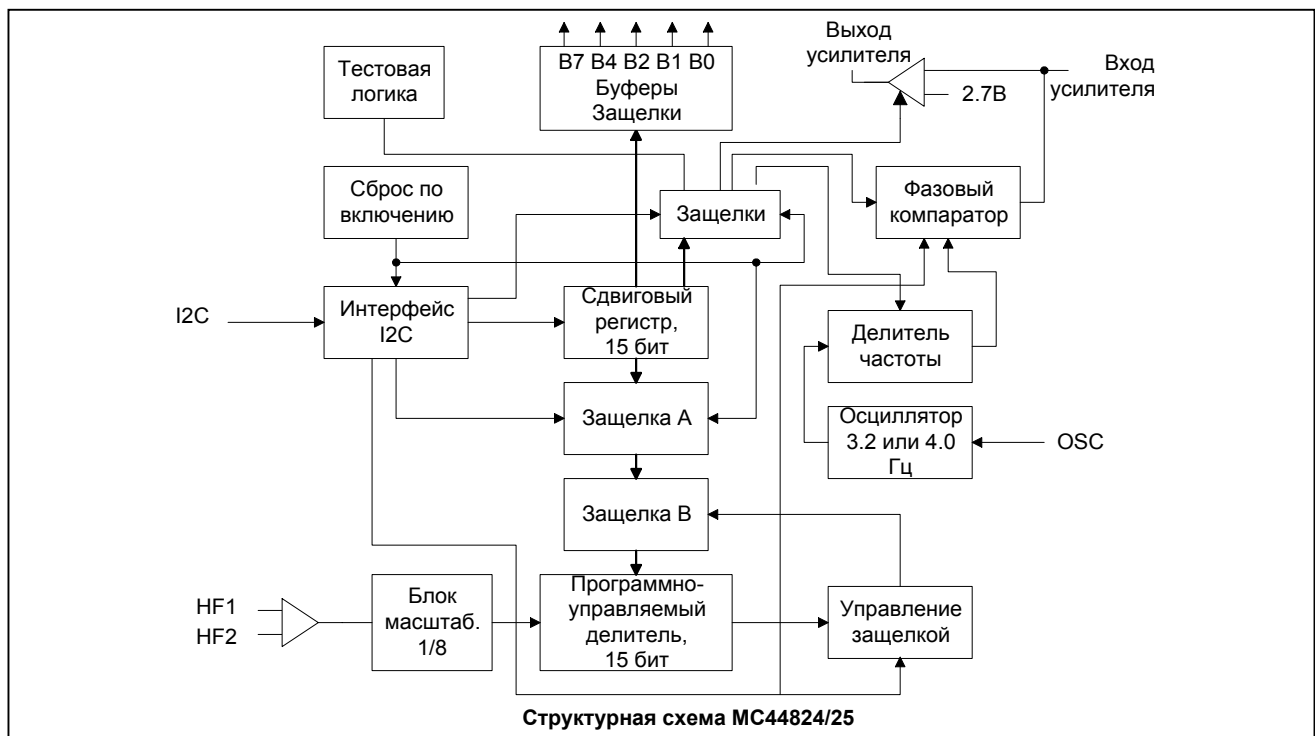 Тестовая
логика
B7 B4 B2 B1 B0
Буферы
Защелки
Выход
усилителя
Вход
усилителя
2.7В
Сброс по
включению
Защелки
Фазовый
компаратор
I2C
Интерфейс
I2C
Сдвиговый
регистр,
15 бит
Делитель
частоты
Защелка А
Осциллятор
3.2 или 4.0
Гц
OSC
Защелка В
HF1
HF2
Блок
масштаб.
1/8
Программно-
управляемый
делитель,
15 бит
Управление
защелкой
Структурная схема MC44824/25